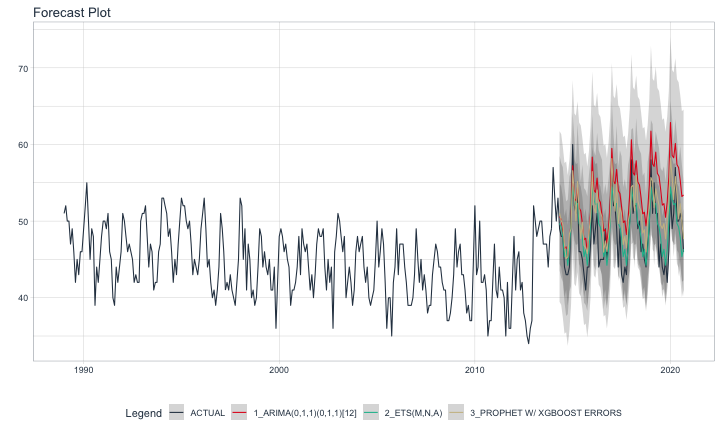 Forecast Plot
70
60
50
40
1990 2000 2010 2020
Legend ACTUAL 1_ARIMA(0,1,1)(0,1,1)[12] 2_ETS(M,N,A) 3_PROPHET W/ XGBOOST ERRORS